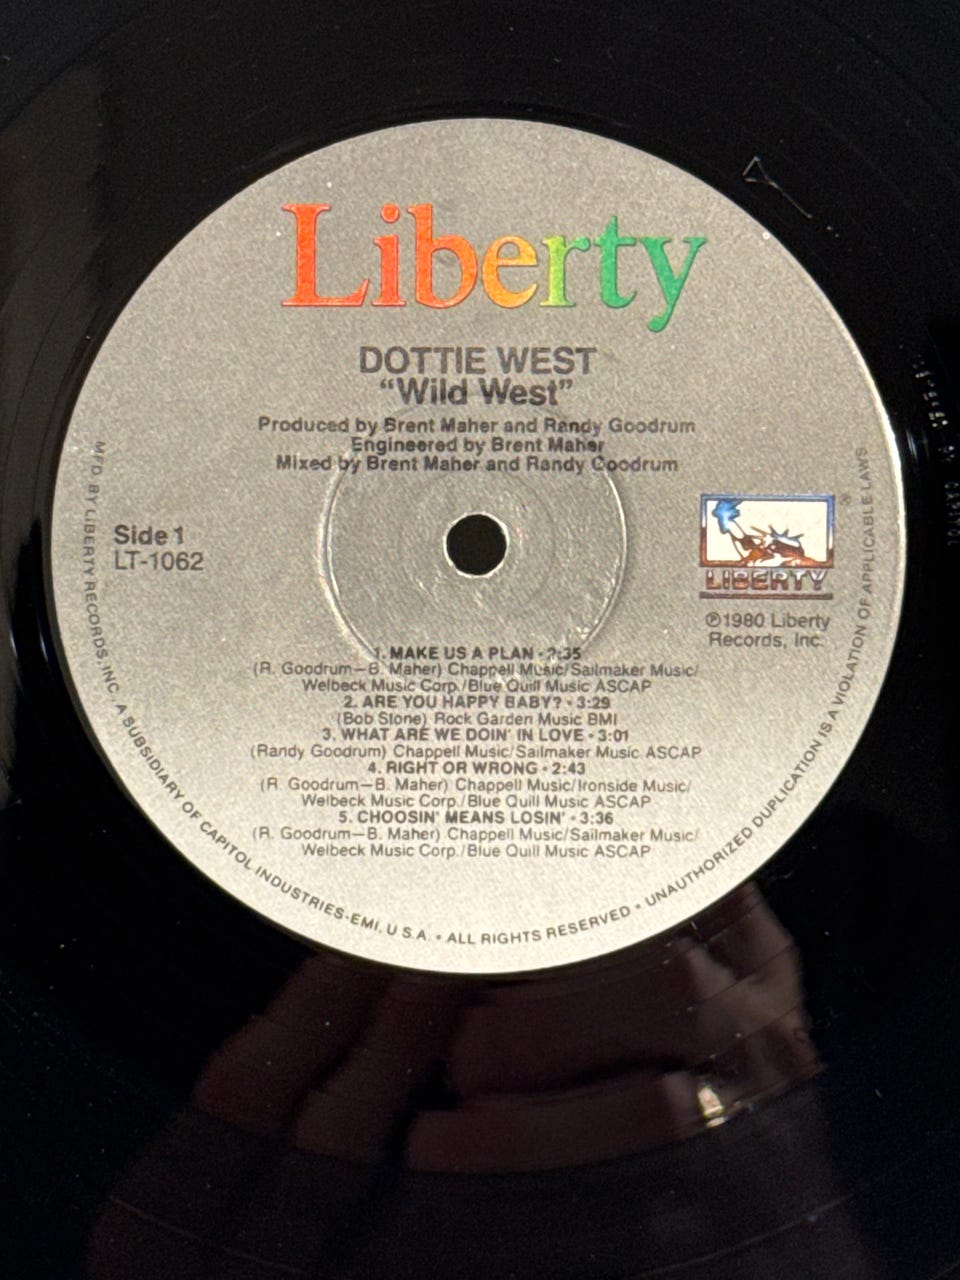 Liberty
DOTTIE WEST
“Wild West”
Produced by Brent Maher and Randy Goodrum
Engineered by Brent Maher
Mixed by Brent Maher and Randy Goodrum
Side 1
LT-1062
LIBERTY
®
℗1980 Liberty
Records, Inc.
1. MAKE US A PLAN • 2:35
(R. Goodrum—B. Maher) Chappell Music/Sailmaker Music/
Welbeck Music Corp./Blue Quill Music ASCAP
2. ARE YOU HAPPY BABY? • 3:29
(Bob Stone) Rock Garden Music BMI
3. WHAT ARE WE DOIN' IN LOVE • 3:01
(Randy Goodrum) Chappell Music/Sailmaker Music ASCAP
4. RIGHT OR WRONG • 2:43
(R. Goodrum—B. Maher) Chappell Music/Ironside Music/
Welbeck Music Corp./Blue Quill Music ASCAP
5. CHOOSIN' MEANS LOSIN' • 3:36
(R. Goodrum—B. Maher) Chappell Music/Sailmaker Music/
Welbeck Music Corp./Blue Quill Music ASCAP
MFD. BY LIBERTY RECORDS, INC. A SUBSIDIARY OF CAPITOL INDUSTRIES-EMI, U.S.A. • ALL RIGHTS RESERVED • UNAUTHORIZED DUPLICATION IS A VIOLATION OF APPLICABLE LAWS